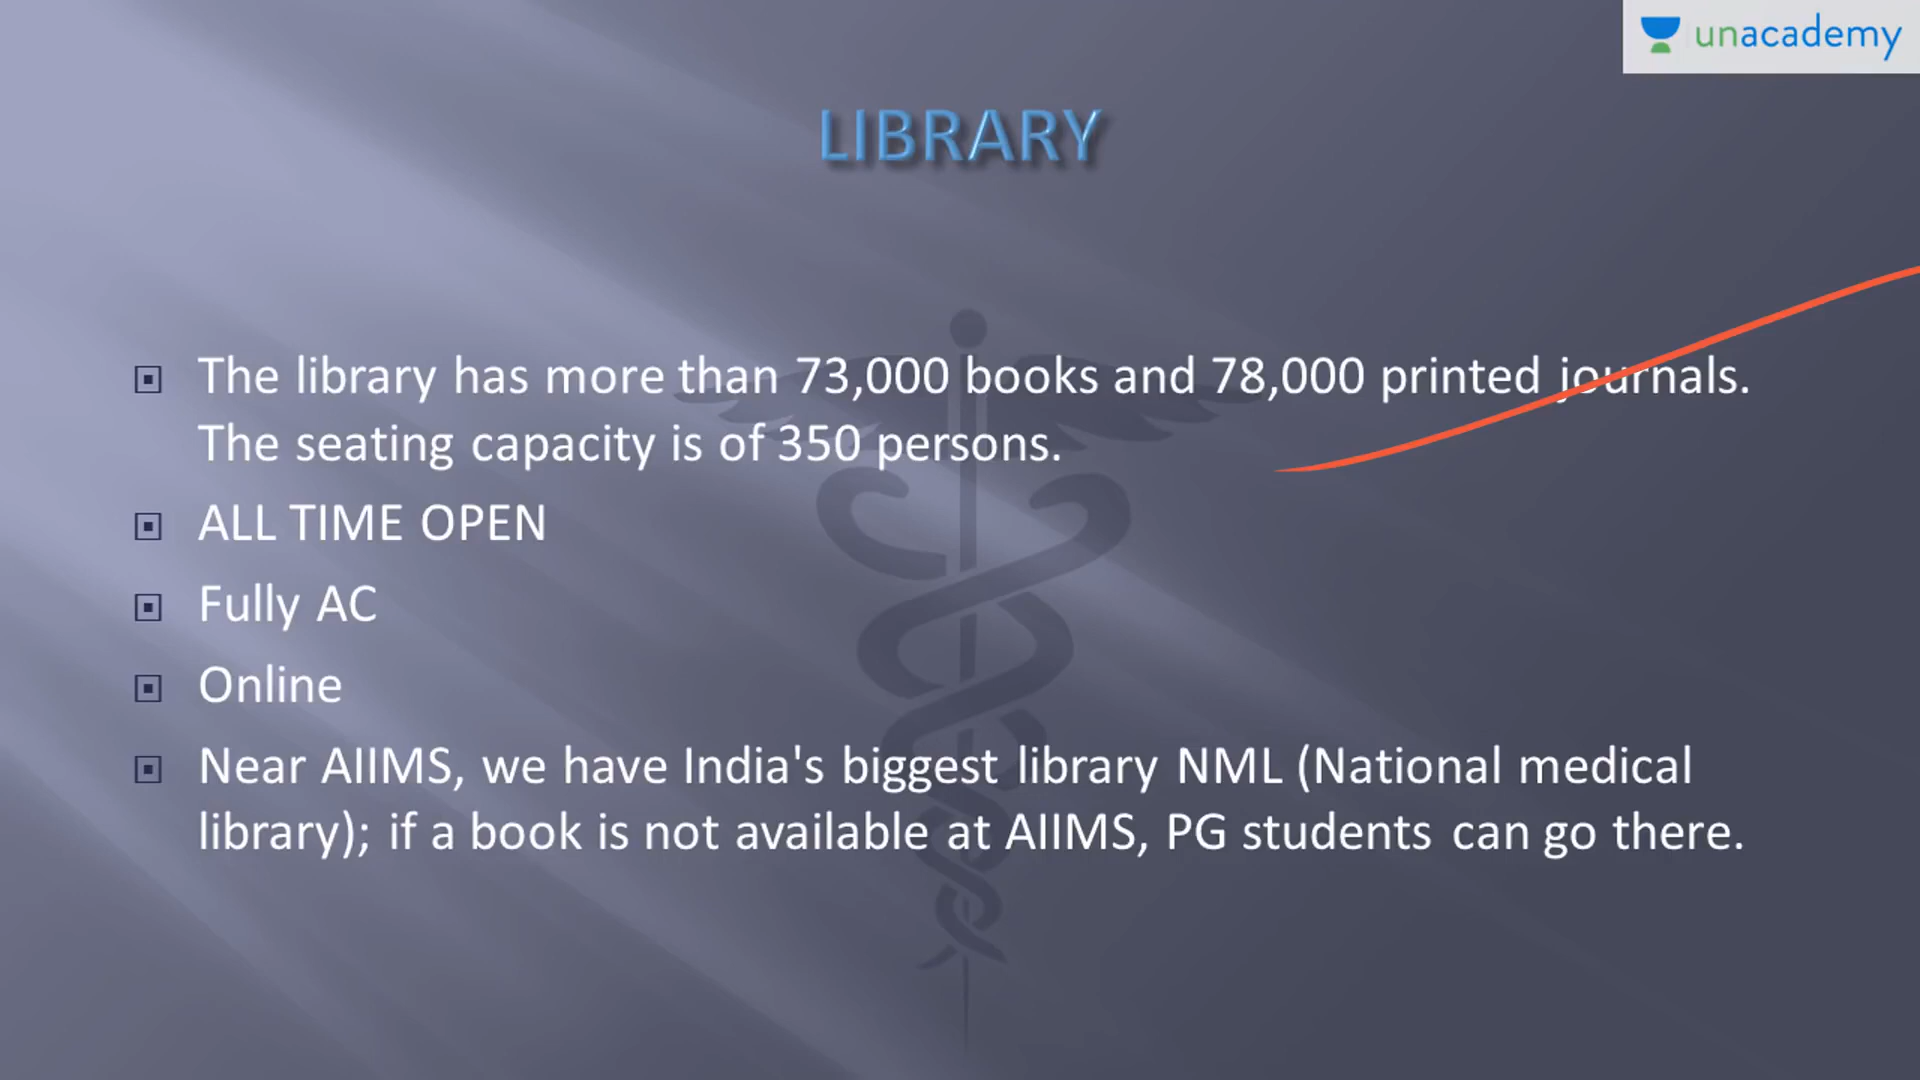 unacademy
LIBRARY
The library has more than 73,000 books and 78,000 printed journals.
The seating capacity is of 350 persons.
ALL TIME OPEN
Fully AC
Online
Near AIIMS, we have India's biggest library NML (National medical
library); if a book is not available at AIIMS, PG students can go there.